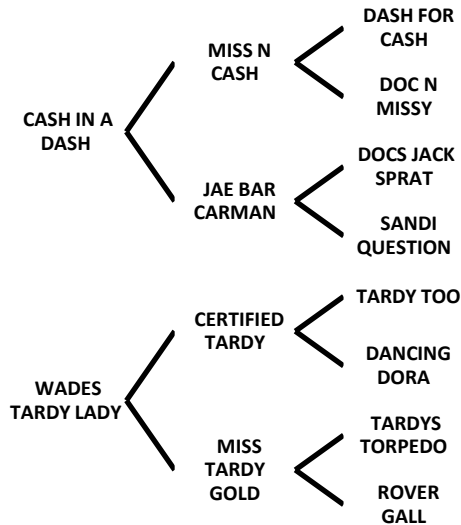 DASH FOR
CASH
MISS N
CASH
DOC N
MISSY
CASH IN A
DASH
DOCS JACK
SPRAT
JAE BAR
CARMAN
SANDI
QUESTION
TARDY TOO
CERTIFIED
TARDY
DANCING
DORA
WADES
TARDY LADY
TARDYS
TORPEDO
MISS
TARDY
GOLD
ROVER
GALL